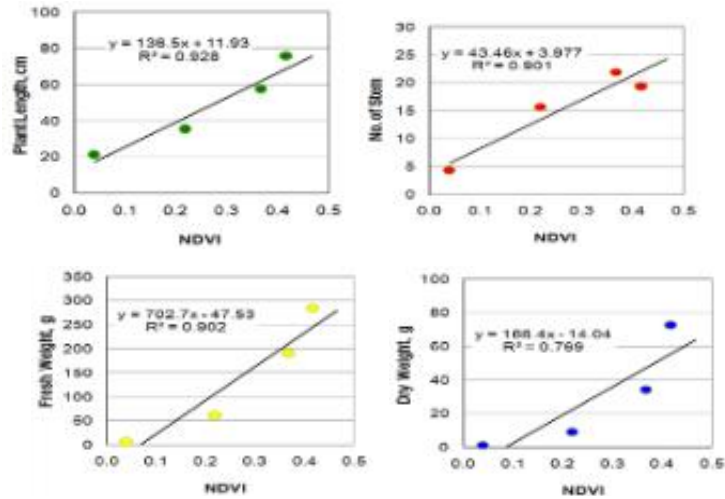 100
80
60
40
20
0
Plant Length, cm
y = 136.5x + 11.93
R² = 0.928
0.0 0.1 0.2 0.3 0.4 0.5
NDVI
30
25
20
15
10
5
0
No. of Stem
y = 43.46x + 3.977
R² = 0.901
0.0 0.1 0.2 0.3 0.4 0.5
NDVI
350
300
250
200
150
100
50
0
Fresh Weight, g
y = 702.7x - 47.53
R² = 0.902
0.0 0.1 0.2 0.3 0.4 0.5
NDVI
100
80
60
40
20
0
Dry Weight, g
y = 168.4x - 14.04
R² = 0.769
0.0 0.1 0.2 0.3 0.4 0.5
NDVI